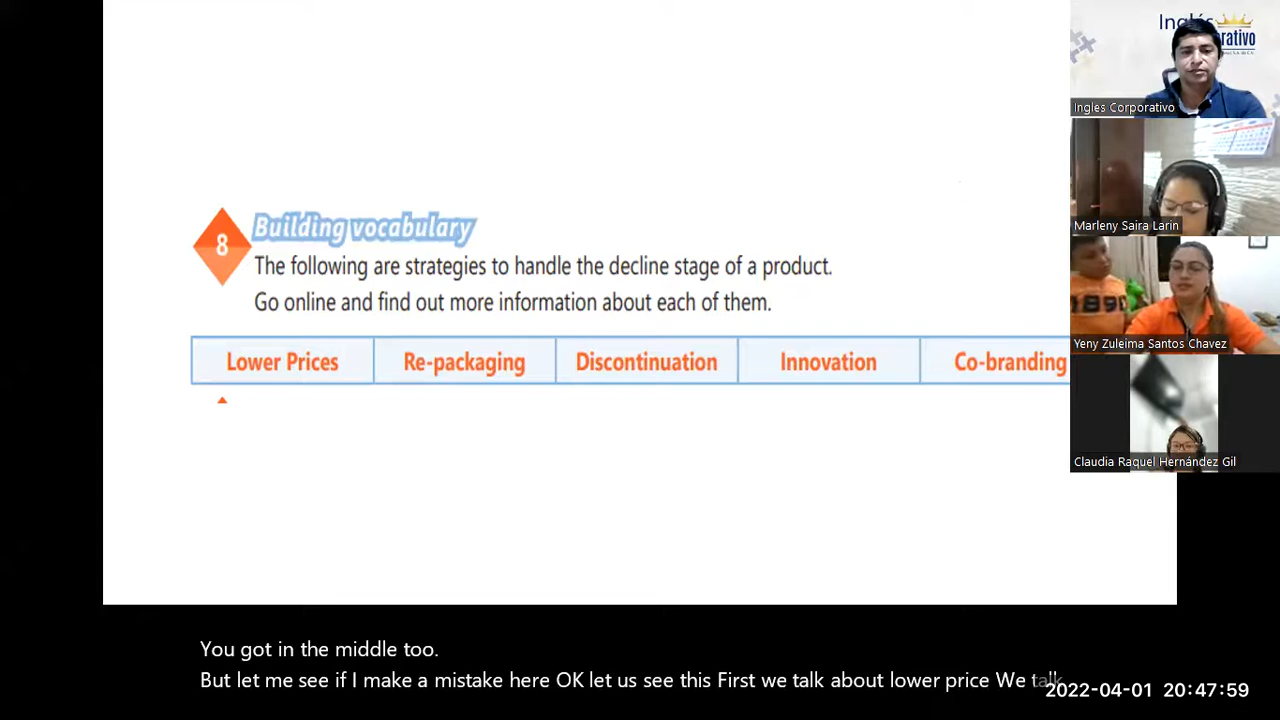 Inglés
rativo
Ingles Corporativo
Marleny Saira Larin
Yeny Zuleima Santos Chavez
Claudia Raquel Hernández Gil
8
Building vocabulary
The following are strategies to handle the decline stage of a product.
Go online and find out more information about each of them.
Lower Prices Re-packaging Discontinuation Innovation Co-branding
1890
You got in the middle too.
But let me see if I make a mistake here OK let us see this First we talk about lower price We talk
2022-04-01 20:47:59